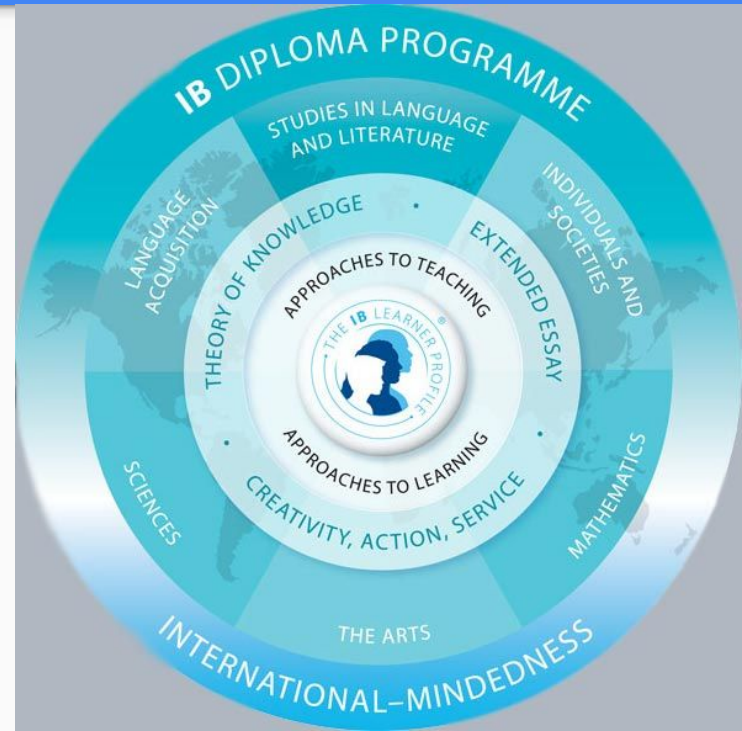 IB DIPLOMA PROGRAMME
STUDIES IN LANGUAGE
AND LITERATURE
LANGUAGE
ACQUISITION
INDIVIDUALS AND
SOCIETIES
THEORY OF KNOWLEDGE
·
EXTENDED ESSAY
APPROACHES TO TEACHING
· THE IB LEARNER PROFILE ·
®
APPROACHES TO LEARNING
·
CREATIVITY, ACTION, SERVICE
·
SCIENCES
MATHEMATICS
THE ARTS
INTERNATIONAL–MINDEDNESS